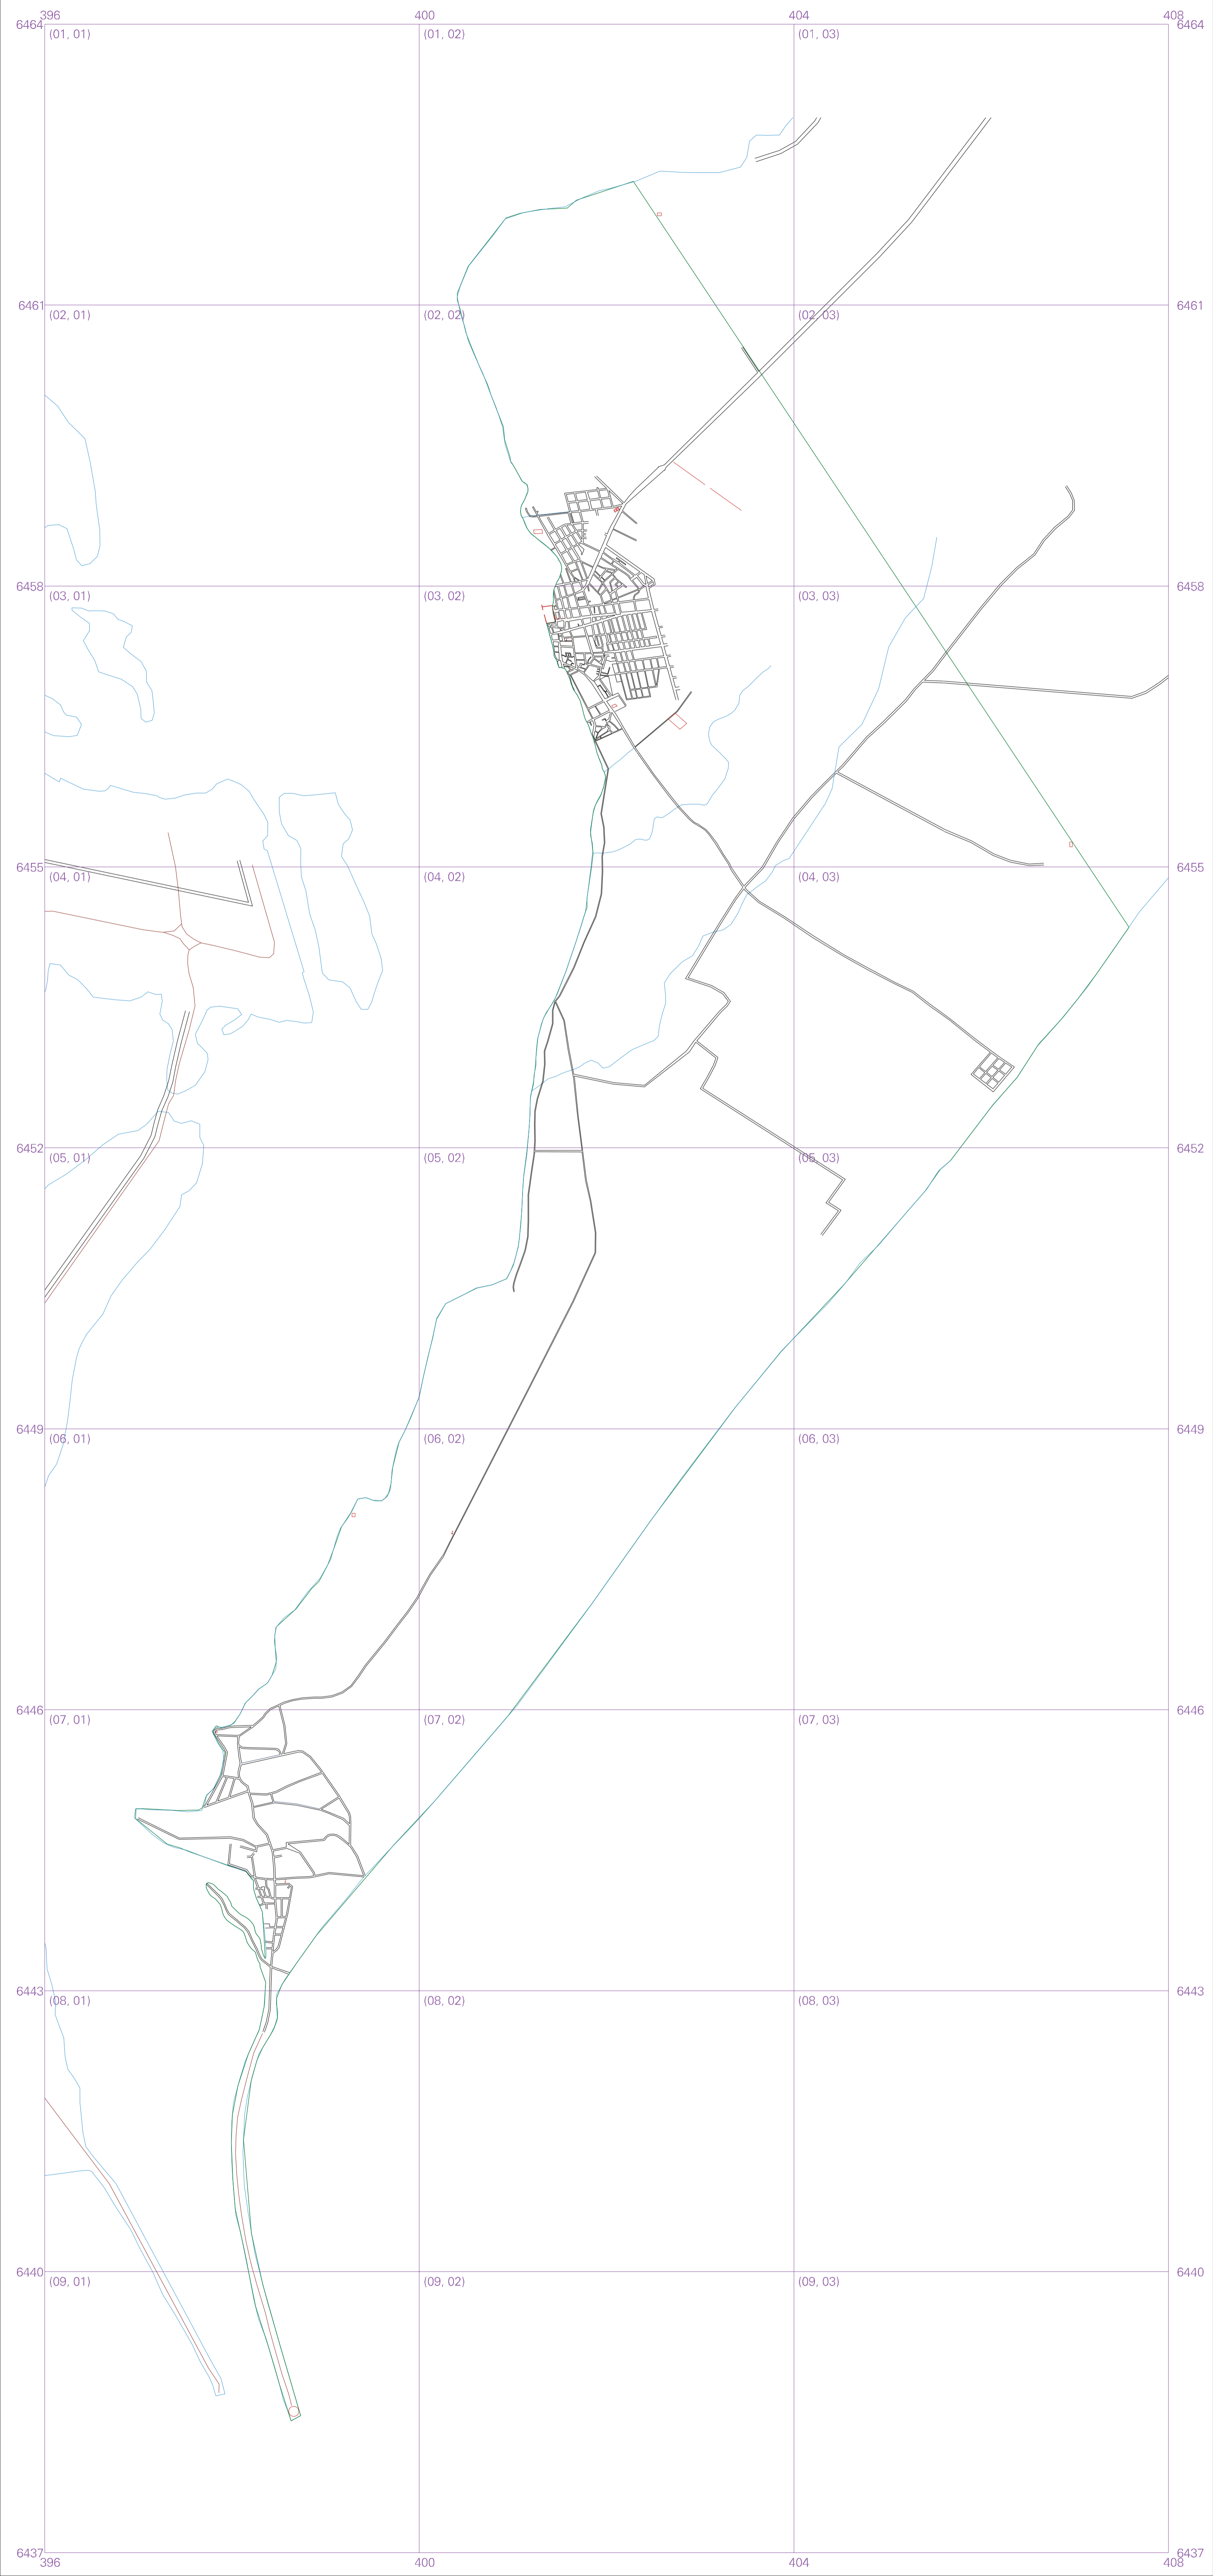 396 400 404 408
6464 6464
(01, 01) (01, 02) (01, 03)
6461 6461
(02, 01) (02, 02) (02, 03)
6458 6458
(03, 01) (03, 02) (03, 03)
6455 6455
(04, 01) (04, 02) (04, 03)
6452 6452
(05, 01) (05, 02) (05, 03)
6449 6449
(06, 01) (06, 02) (06, 03)
6446 6446
(07, 01) (07, 02) (07, 03)
6443 6443
(08, 01) (08, 02) (08, 03)
6440 6440
(09, 01) (09, 02) (09, 03)
6437 6437
396 400 404 408